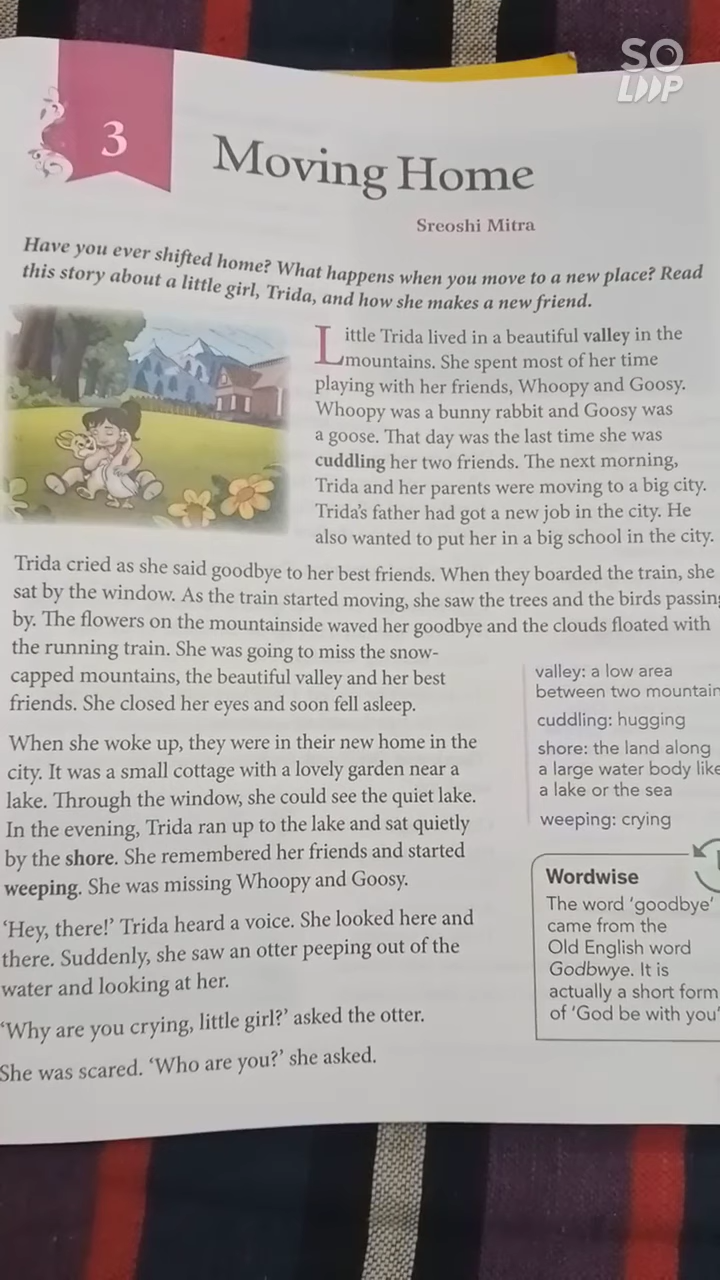 SO
LOOP
3
Moving Home
Sreoshi Mitra
Have you ever shifted home? What happens when you move to a new place? Read
this story about a little girl, Trida, and how she makes a new friend.
Little Trida lived in a beautiful valley in the
mountains. She spent most of her time
playing with her friends, Whoopy and Goosy.
Whoopy was a bunny rabbit and Goosy was
a goose. That day was the last time she was
cuddling her two friends. The next morning,
Trida and her parents were moving to a big city.
Trida's father had got a new job in the city. He
also wanted to put her in a big school in the city.
Trida cried as she said goodbye to her best friends. When they boarded the train, she
sat by the window. As the train started moving, she saw the trees and the birds passing
by. The flowers on the mountainside waved her goodbye and the clouds floated with
the running train. She was going to miss the snow-
capped mountains, the beautiful valley and her best
friends. She closed her eyes and soon fell asleep.
When she woke up, they were in their new home in the
city. It was a small cottage with a lovely garden near a
lake. Through the window, she could see the quiet lake.
In the evening, Trida ran up to the lake and sat quietly
by the shore. She remembered her friends and started
weeping. She was missing Whoopy and Goosy.
'Hey, there!' Trida heard a voice. She looked here and
there. Suddenly, she saw an otter peeping out of the
water and looking at her.
'Why are you crying, little girl?' asked the otter.
She was scared. 'Who are you?' she asked.
valley: a low area
between two mountain
cuddling: hugging
shore: the land along
a large water body like
a lake or the sea
weeping: crying
Wordwise
The word 'goodbye'
came from the
Old English word
Godbwye. It is
actually a short form
of 'God be with you'